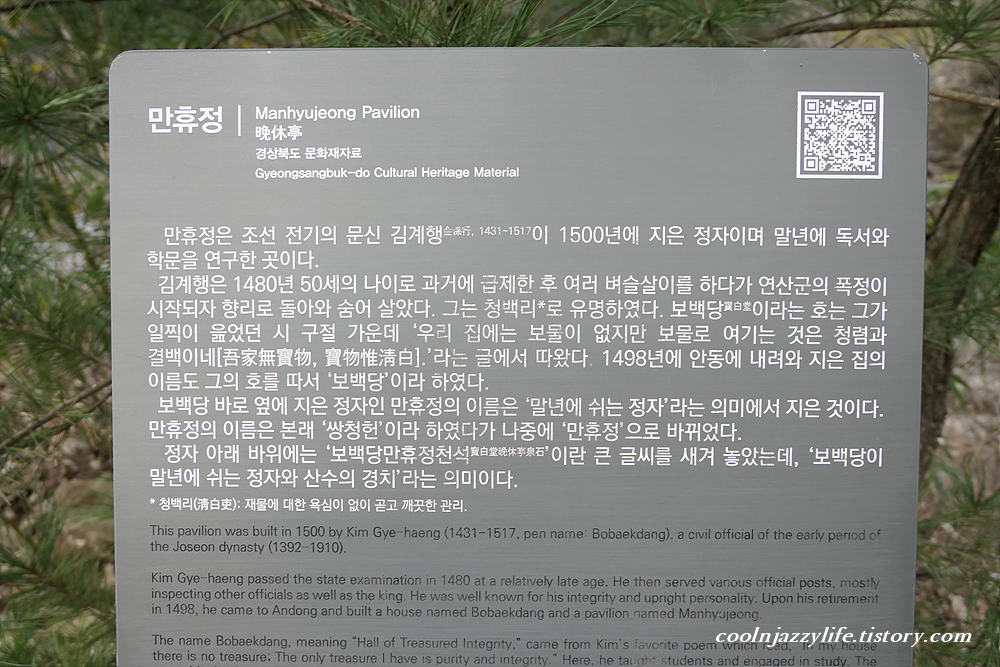 만휴정
Manhyujeong Pavilion
晩休亭
경상북도 문화재자료
Gyeongsangbuk-do Cultural Heritage Material
만휴정은 조선 전기의 문신 김계행金係行, 1431~1517이 1500년에 지은 정자이며 말년에 독서와
학문을 연구한 곳이다.
김계행은 1480년 50세의 나이로 과거에 급제한 후 여러 벼슬살이를 하다가 연산군의 폭정이
시작되자 향리로 돌아와 숨어 살았다. 그는 청백리*로 유명하였다. 보백당寶白堂이라는 호는 그가
일찍이 읊었던 시 구절 가운데 ‘우리 집에는 보물이 없지만 보물로 여기는 것은 청렴과
결백이네[吾家無寶物, 寶物惟淸白].’라는 글에서 따왔다. 1498년에 안동에 내려와 지은 집의
이름도 그의 호를 따서 ‘보백당’이라 하였다.
보백당 바로 옆에 지은 정자인 만휴정의 이름은 ‘말년에 쉬는 정자’라는 의미에서 지은 것이다.
만휴정의 이름은 본래 ‘쌍청헌’이라 하였다가 나중에 ‘만휴정’으로 바뀌었다.
정자 아래 바위에는 ‘보백당만휴정천석寶白堂晩休亭泉石’이란 큰 글씨를 새겨 놓았는데, ‘보백당이
말년에 쉬는 정자와 산수의 경치’라는 의미이다.
* 청백리(淸白吏): 재물에 대한 욕심이 없이 곧고 깨끗한 관리.
This pavilion was built in 1500 by Kim Gye-haeng (1431-1517, pen name: Bobaekdang), a civil official of the early period of
the Joseon dynasty (1392-1910).
Kim Gye-haeng passed the state examination in 1480 at a relatively late age. He then served various official posts, mostly
inspecting other officials as well as the king. He was well known for his integrity and upright personality. Upon his retirement
in 1498, he came to Andong and built a house named Bobaekdang and a pavilion named Manhyujeong.
The name Bobaekdang, meaning “Hall of Treasured Integrity,” came from Kim's favorite poem which read, “In my house
there is no treasure; The only treasure I have is purity and integrity.” Here, he taught students and engaged in study. The
coolnjazzylife.tistory.com